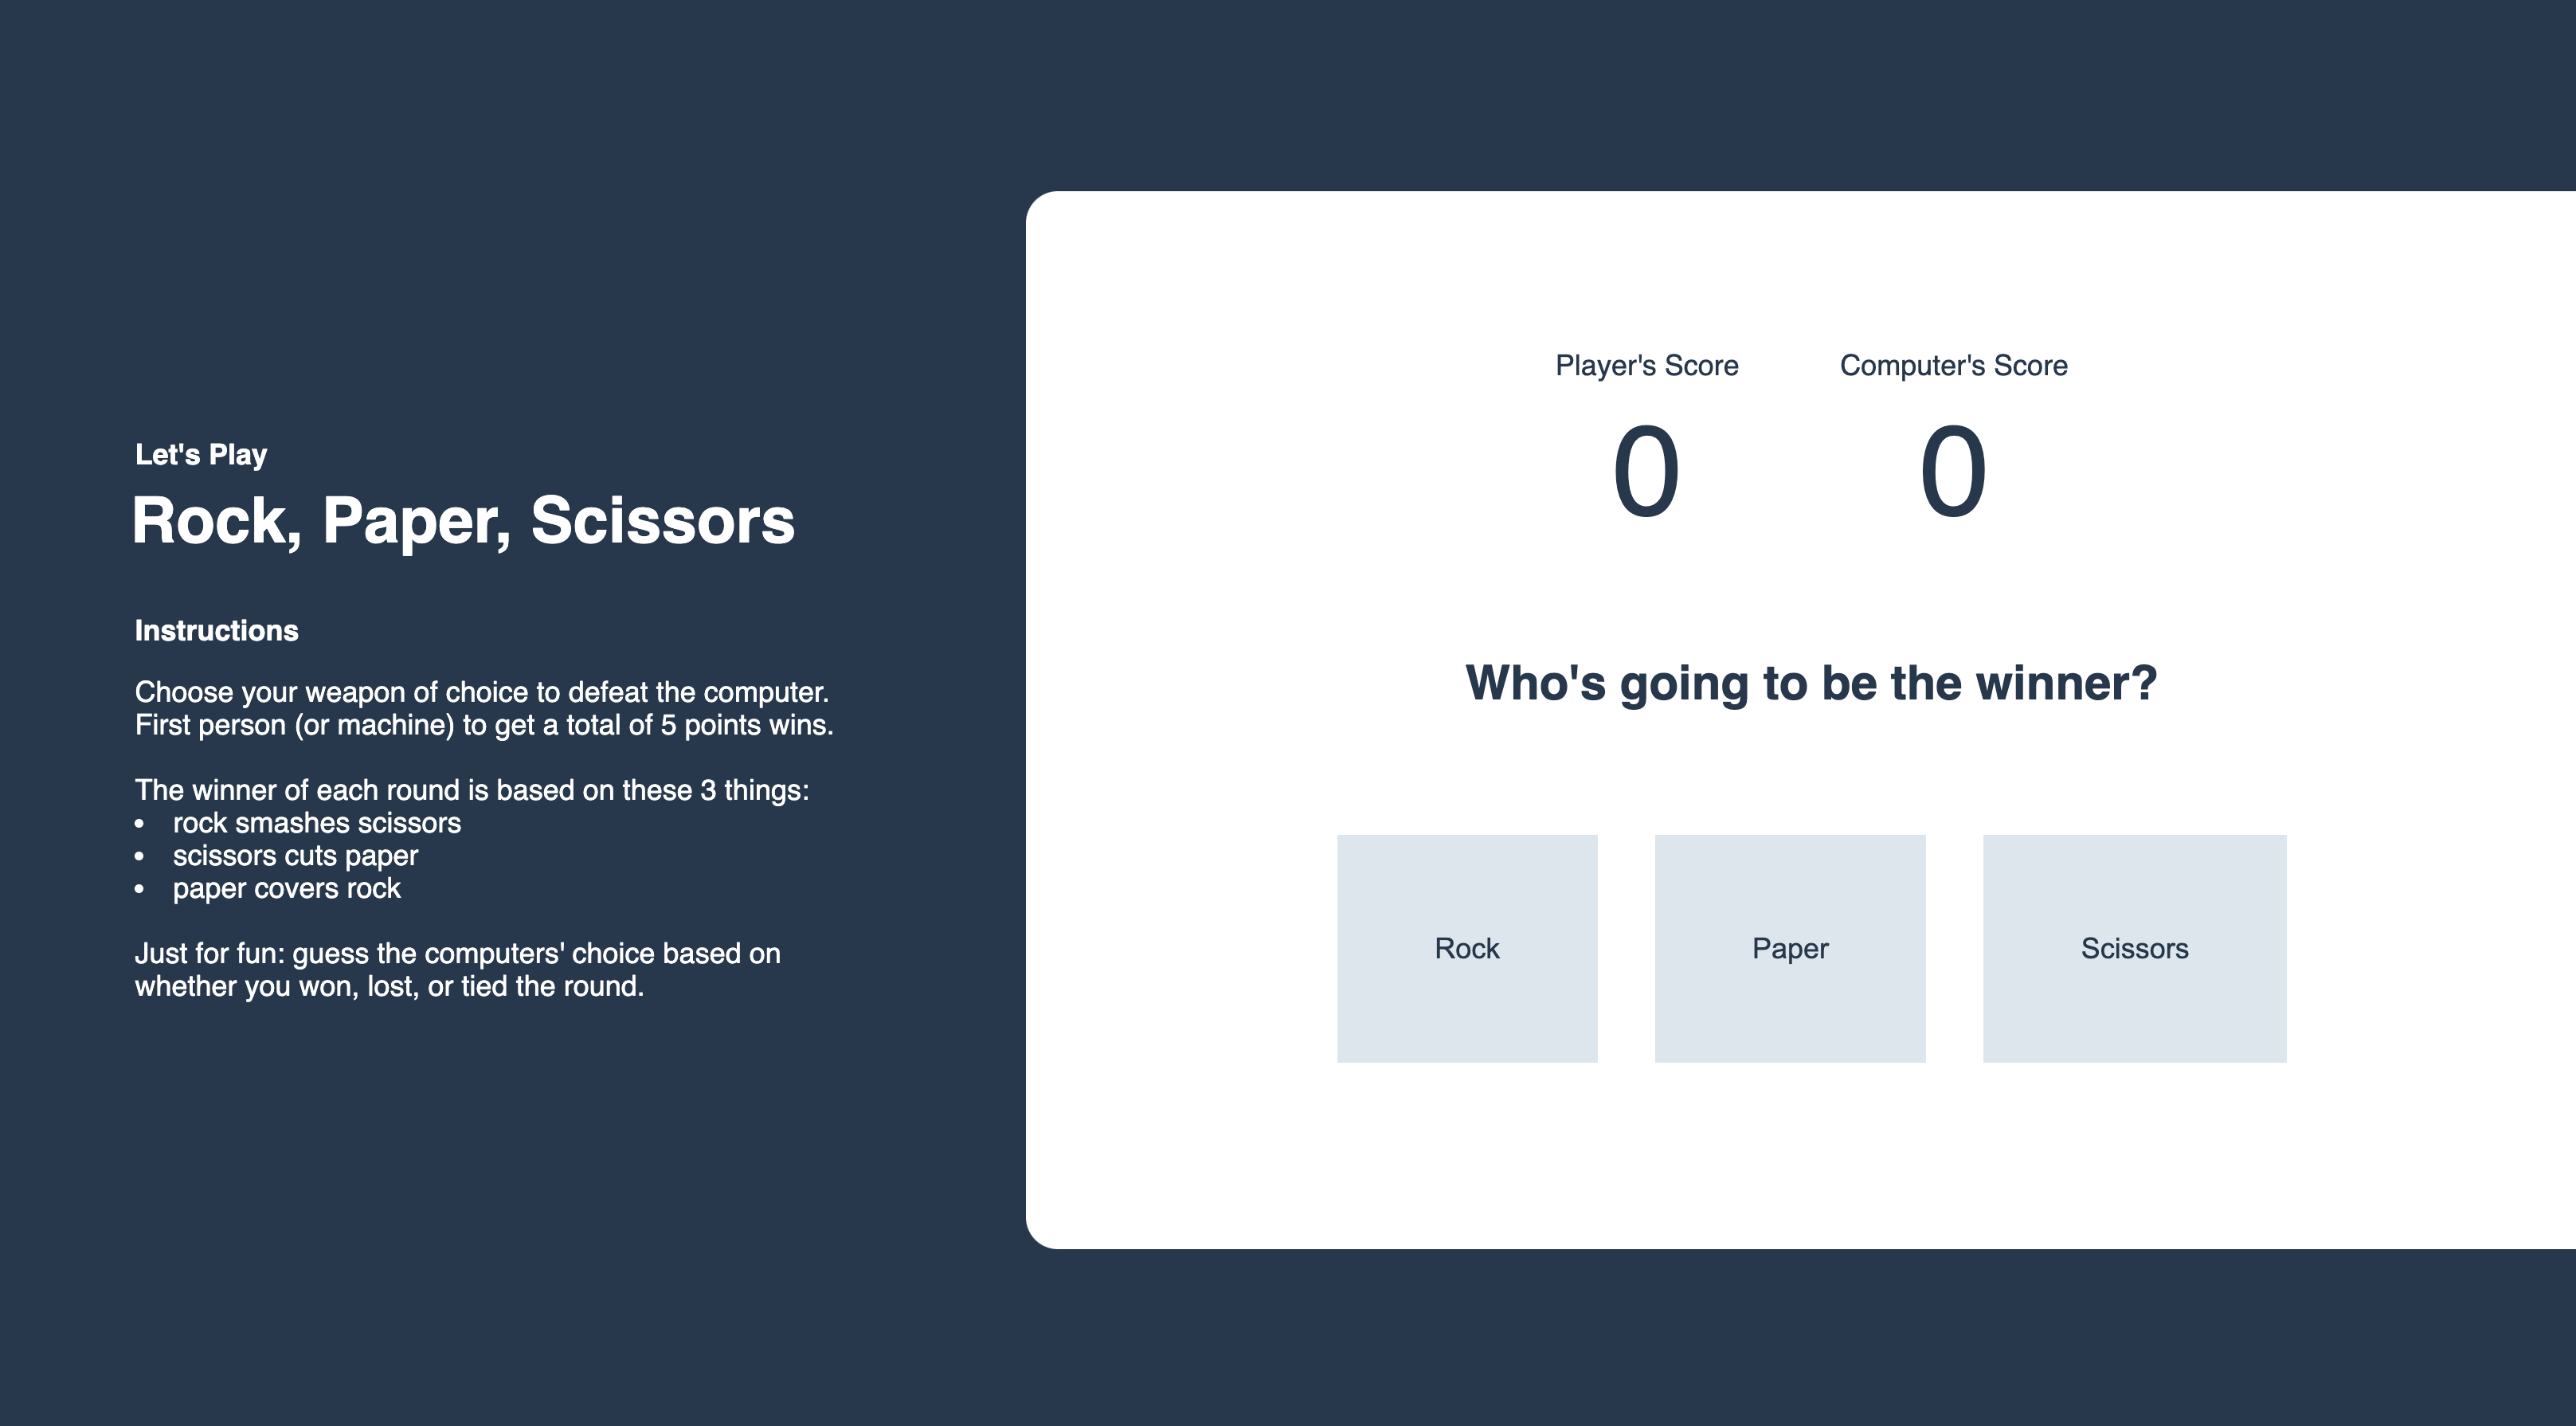 Let's Play
Rock, Paper, Scissors
Instructions
Choose your weapon of choice to defeat the computer.
First person (or machine) to get a total of 5 points wins.
The winner of each round is based on these 3 things:
• rock smashes scissors
• scissors cuts paper
• paper covers rock
Just for fun: guess the computers' choice based on
whether you won, lost, or tied the round.
Player's Score Computer's Score
0 0
Who's going to be the winner?
Rock Paper Scissors